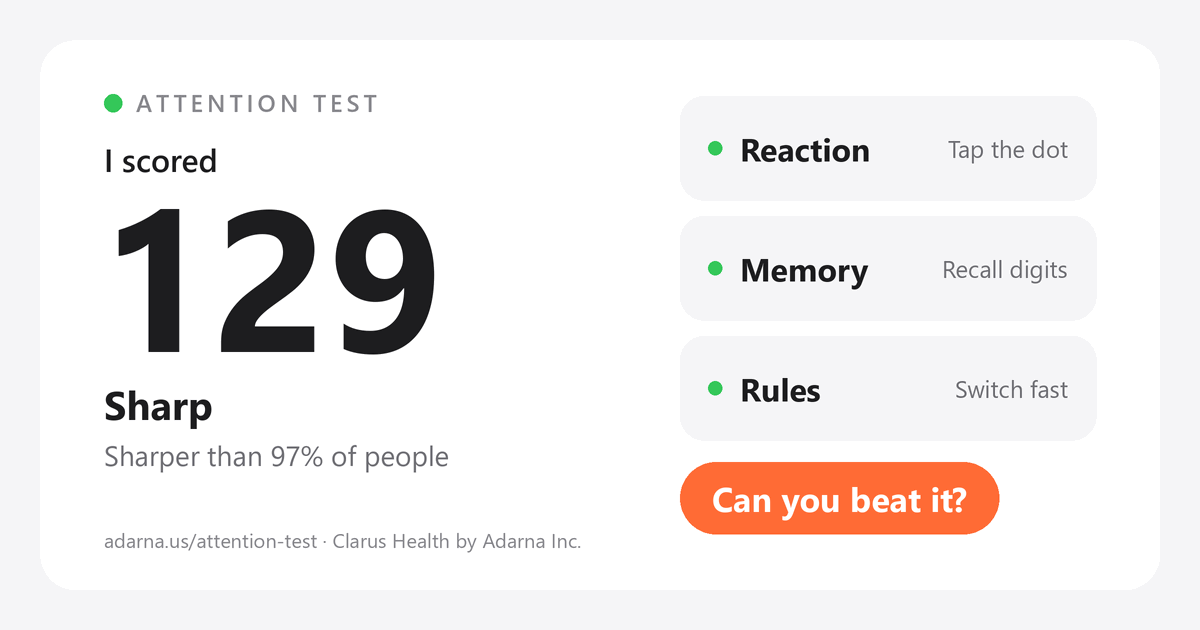 ATTENTION TEST
I scored
129
Sharp
Sharper than 97% of people
adarna.us/attention-test · Clarus Health by Adarna Inc.
Reaction Tap the dot
Memory Recall digits
Rules Switch fast
Can you beat it?